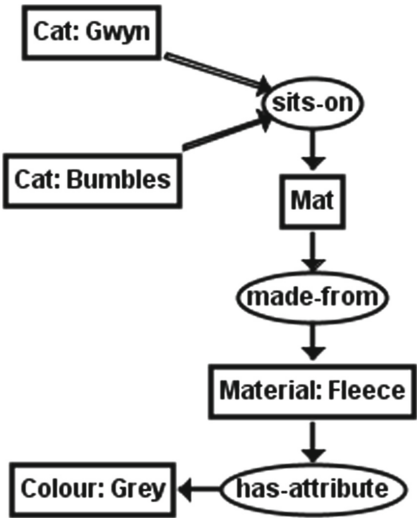 Cat: Gwyn
sits-on
Cat: Bumbles
Mat
made-from
Material: Fleece
Colour: Grey
has-attribute